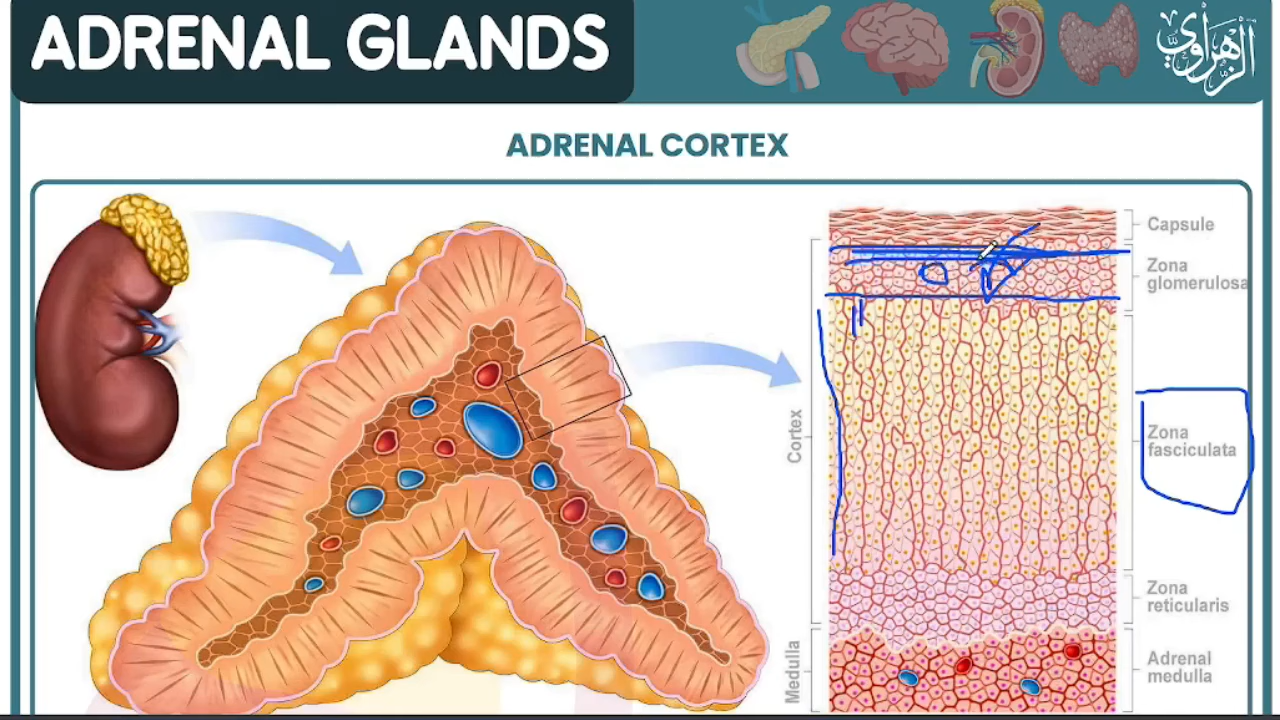 ADRENAL GLANDS
الزهراوي
ADRENAL CORTEX
Capsule
Zona
glomerulosa
Cortex
Zona
fasciculata
Zona
reticularis
Medulla
Adrenal
medulla